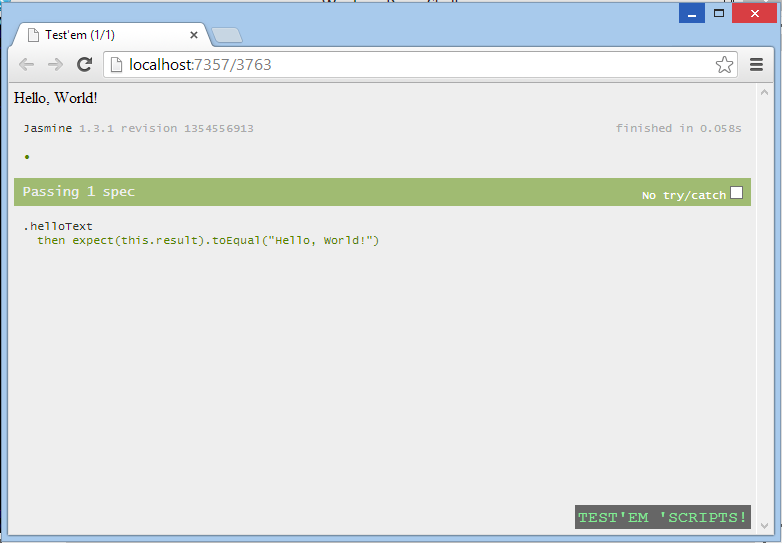 Test'em (1/1)
localhost:7357/3763
Hello, World!
Jasmine 1.3.1 revision 1354556913
finished in 0.058s
Passing 1 spec
No try/catch
.helloText
then expect(this.result).toEqual("Hello, World!")
TEST'EM 'SCRIPTS!